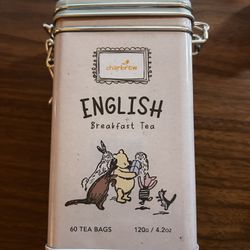 charbrew
ENGLISH
Breakfast Tea
60 TEA BAGS 120g / 4.2oz